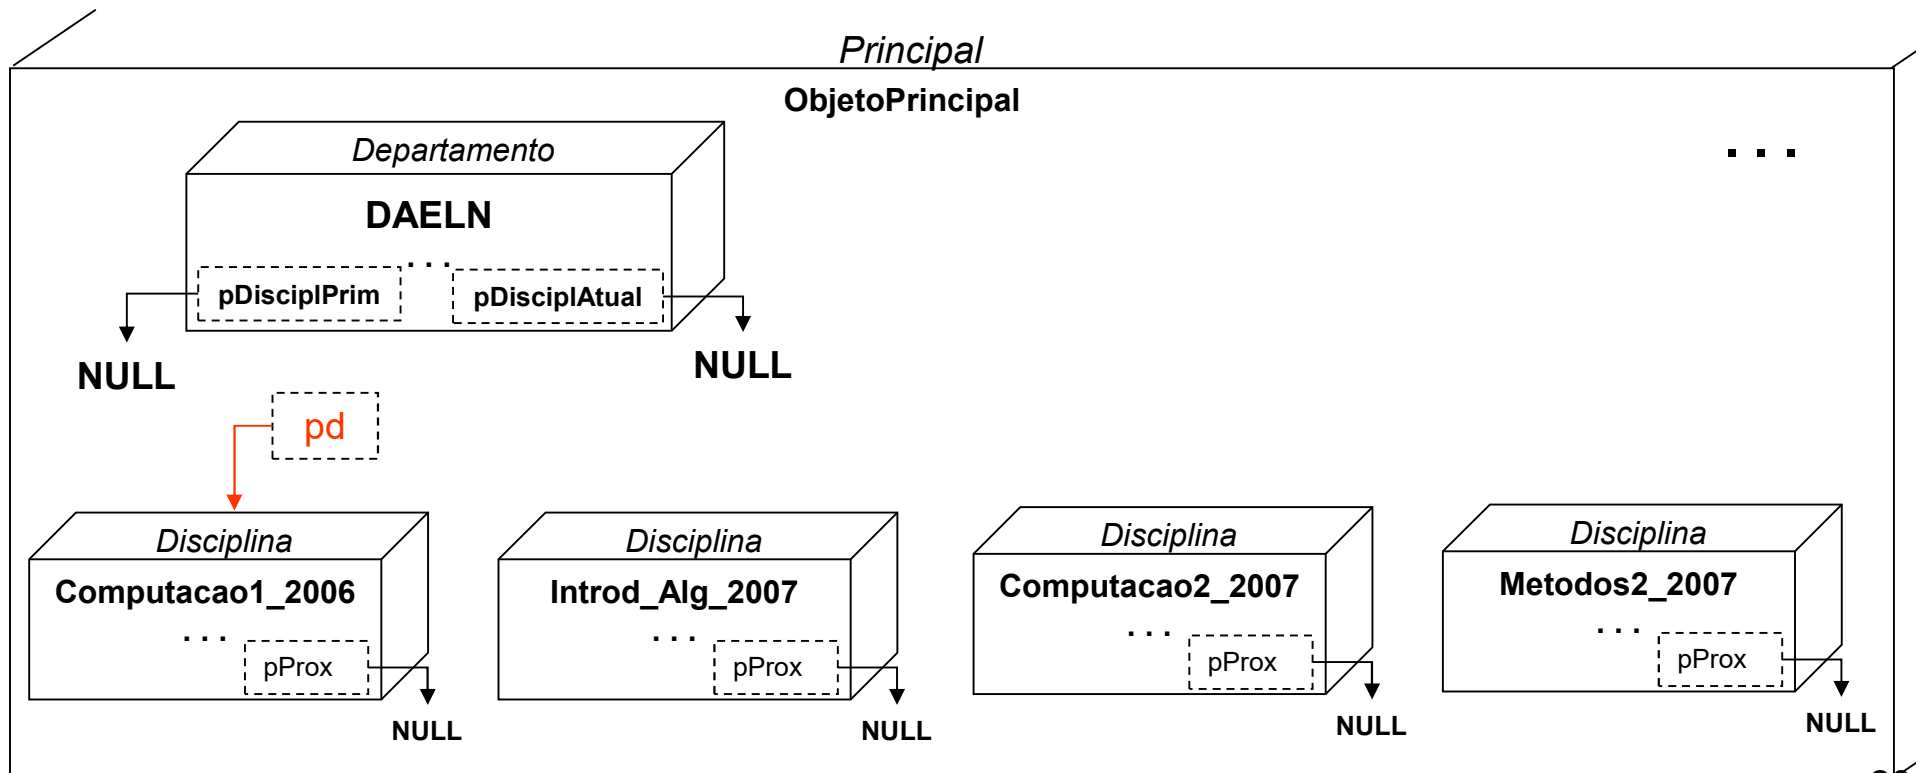 Principal
ObjetoPrincipal
Departamento
. . .
DAELN
. . .
pDisciplPrim
pDisciplAtual
NULL
NULL
pd
Disciplina
Disciplina
Disciplina
Disciplina
Computacao1_2006
Introd_Alg_2007
Computacao2_2007
Metodos2_2007
. . .
. . .
. . .
. . .
pProx
pProx
pProx
pProx
NULL
NULL
NULL
NULL